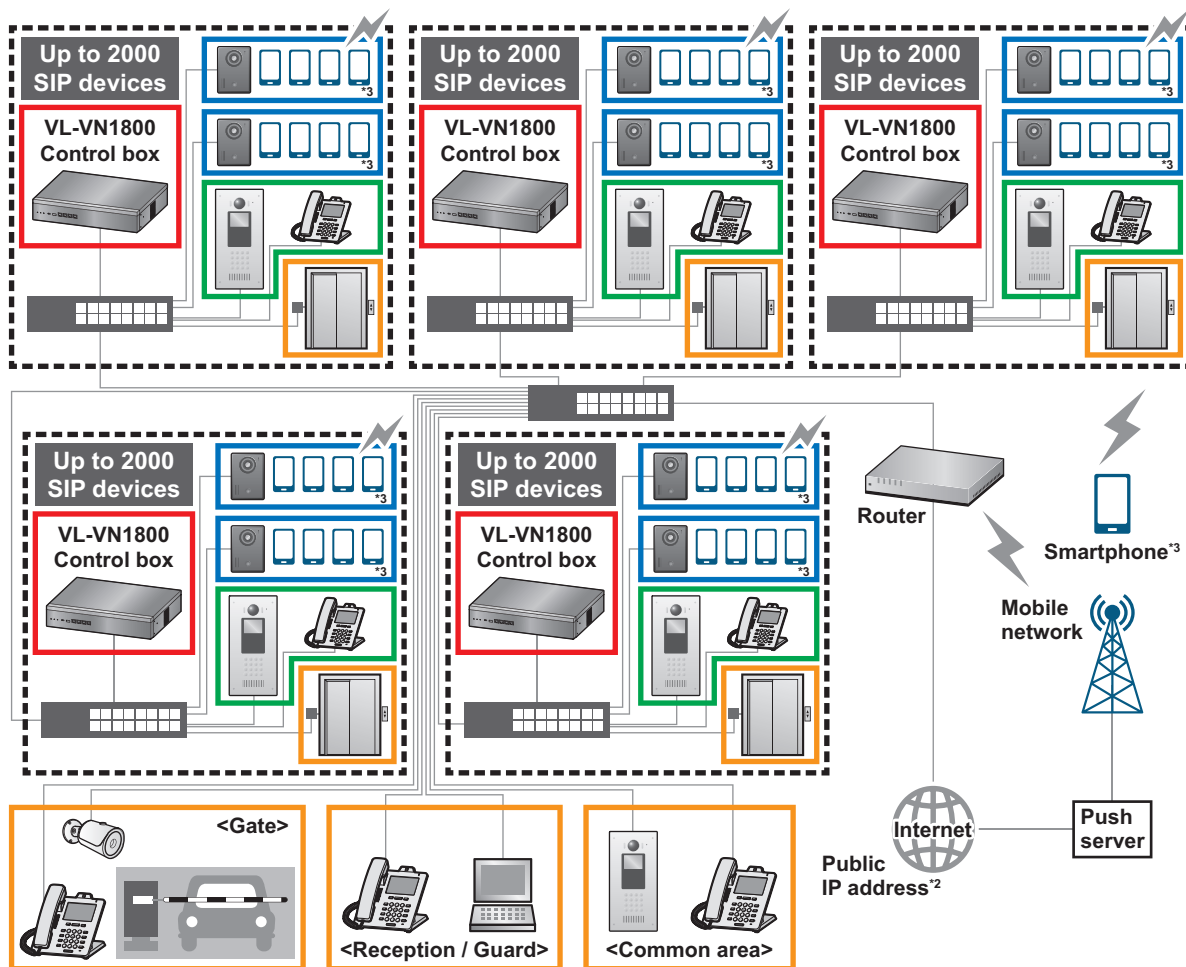 Up to 2000
SIP devices
VL-VN1800
Control box
*3
*3
Up to 2000
SIP devices
VL-VN1800
Control box
*3
*3
Up to 2000
SIP devices
VL-VN1800
Control box
*3
*3
Up to 2000
SIP devices
VL-VN1800
Control box
*3
*3
Up to 2000
SIP devices
VL-VN1800
Control box
*3
*3
Router
Smartphone*3
Mobile
network
Internet
Push
server
Public
IP address*2
<Gate>
<Reception / Guard>
<Common area>